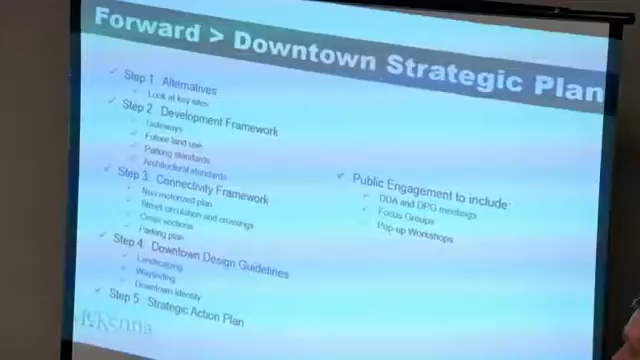 Forward > Downtown Strategic Plan
Step 1 Alternatives
Look at key sites
Step 2 Development Framework
Gateways
Future land use
Parking standards
Architectural standards
Step 3: Connectivity Framework
Non-motorized plan
Street circulation and crossings
Cross sections
Parking plan
Step 4: Downtown Design Guidelines
Landscaping
Wayfinding
Downtown Identity
Step 5 Strategic Action Plan
Public Engagement to include:
DDA and DPG meetings
Focus Groups
Pop-up Workshops
McKenna